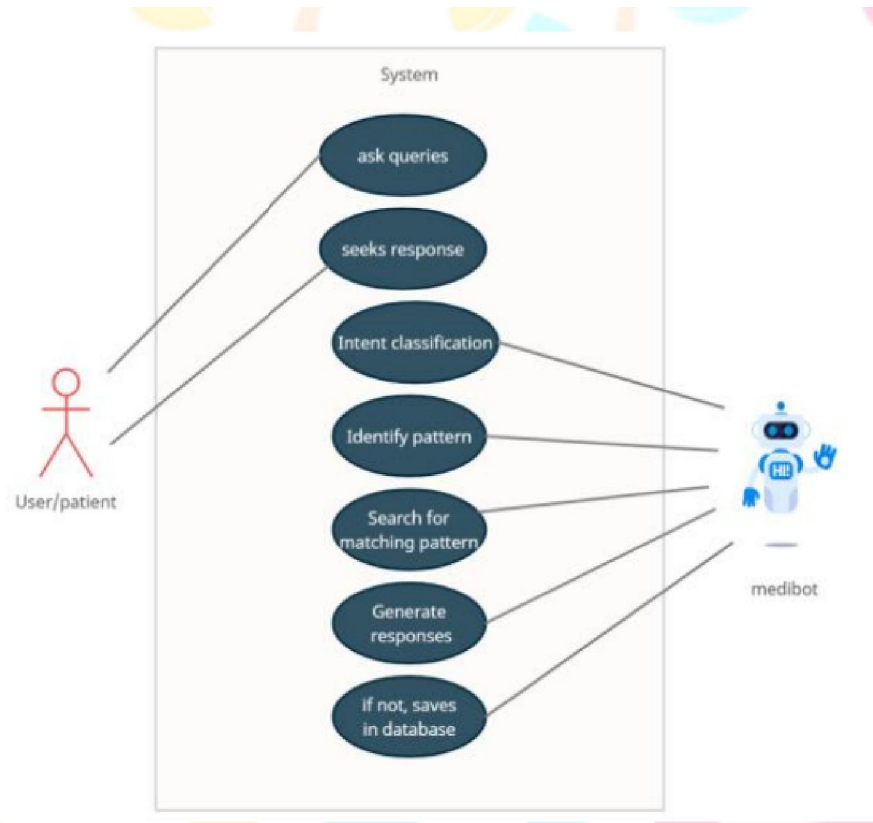 System
ask queries
seeks response
Intent classification
Identify pattern
Search for
matching pattern
Generate
responses
if not, saves
in database
User/patient
HI!
medibot